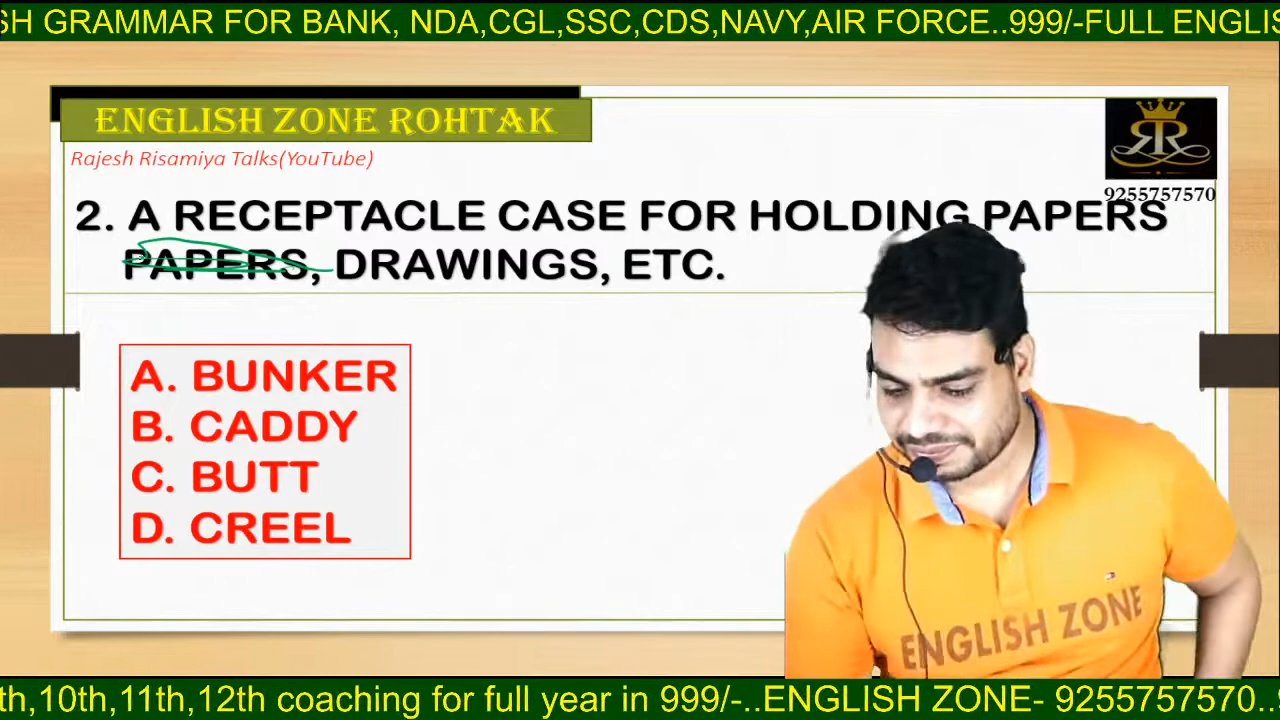 SH GRAMMAR FOR BANK, NDA,CGL,SSC,CDS,NAVY,AIR FORCE..999/-FULL ENGLIS
ENGLISH ZONE ROHTAK
Rajesh Risamiya Talks(YouTube)
RR
9255757570
2. A RECEPTACLE CASE FOR HOLDING PAPERS
PAPERS, DRAWINGS, ETC.
A. BUNKER
B. CADDY
C. BUTT
D. CREEL
ENGLISH ZONE
th,10th,11th,12th coaching for full year in 999/-..ENGLISH ZONE- 9255757570..